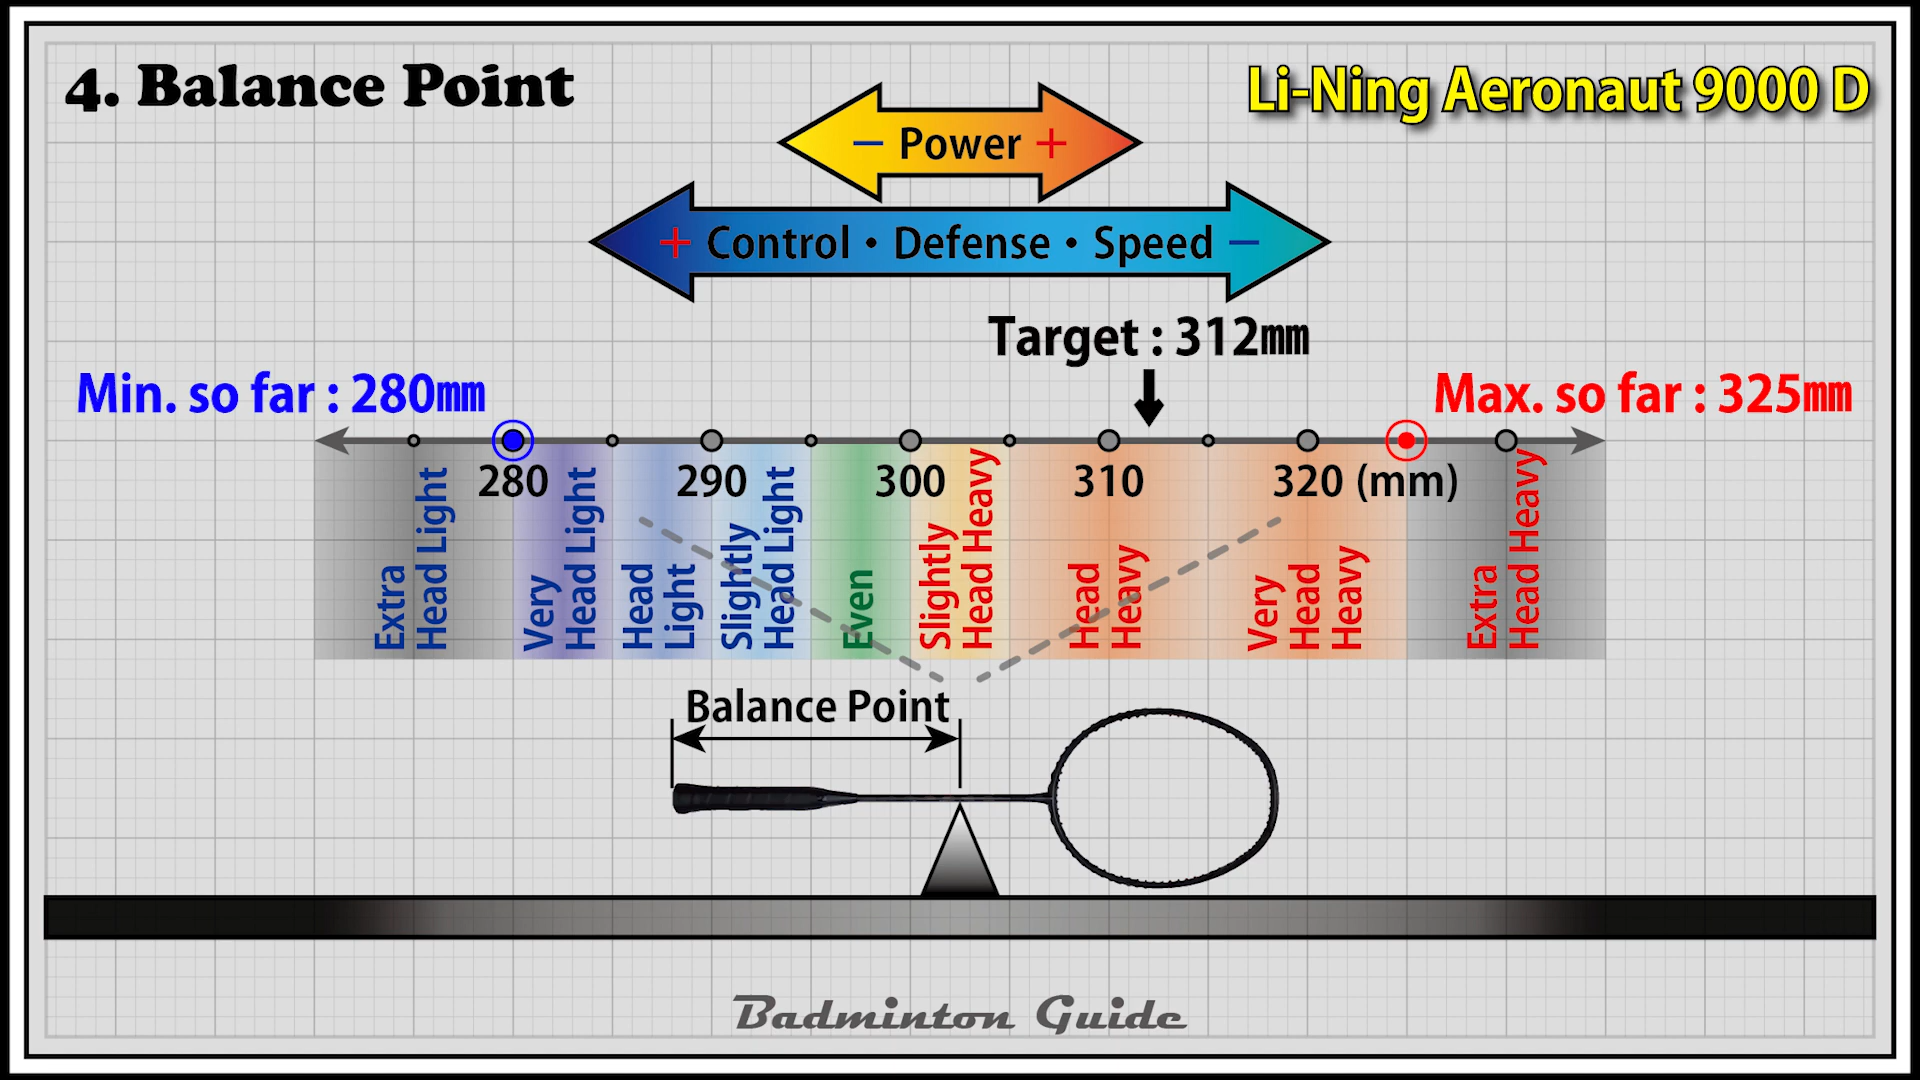 4. Balance Point
Li-Ning Aeronaut 9000 D
− Power +
+ Control • Defense • Speed −
Target : 312mm
Min. so far : 280mm
Max. so far : 325mm
280 290 300 310 320 (mm)
Extra
Head Light
Very
Head Light
Head
Light
Slightly
Head Light
Even
Slightly
Head Heavy
Head
Heavy
Very
Head
Heavy
Extra
Head Heavy
Balance Point
Badminton Guide